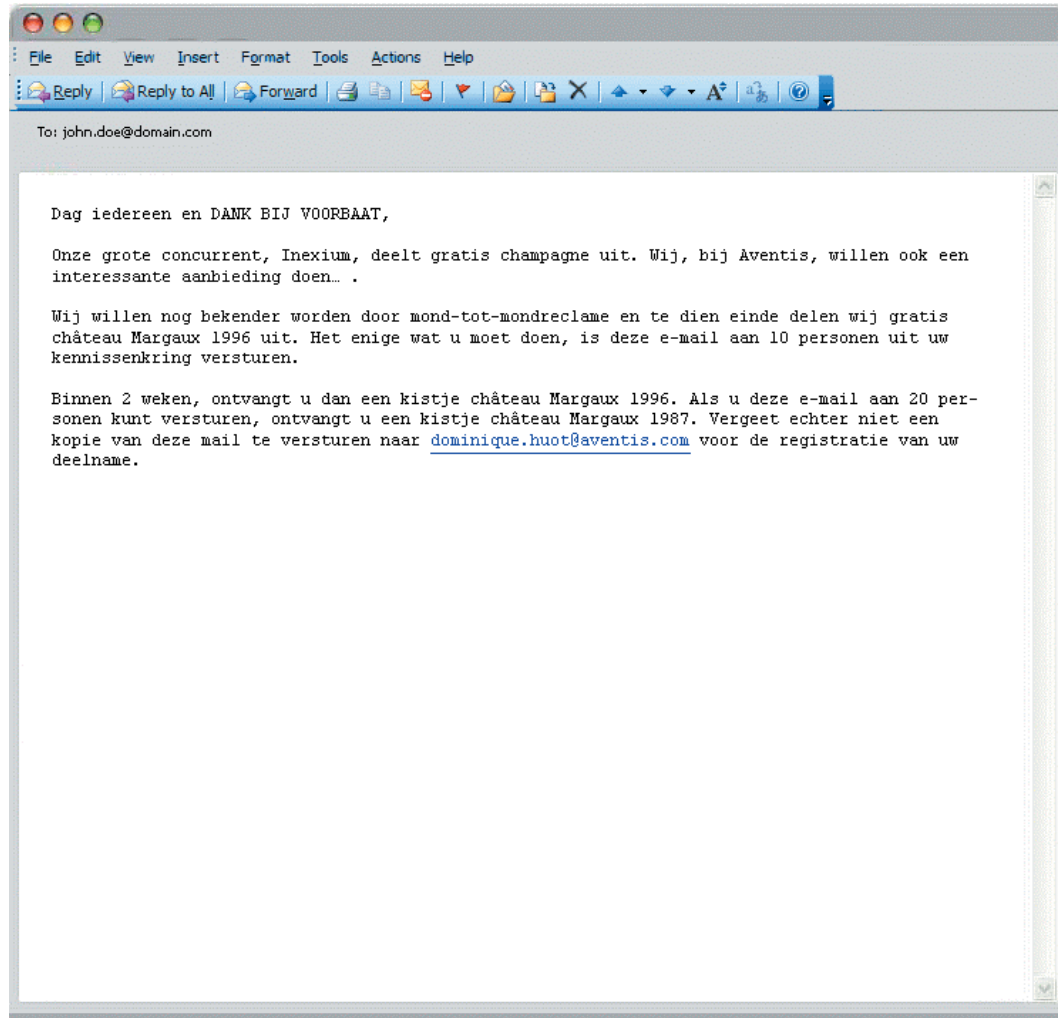 File Edit View Insert Format Tools Actions Help
Reply Reply to All Forward
To: john.doe@domain.com
Dag iedereen en DANK BIJ VOORBAAT,
Onze grote concurrent, Inexium, deelt gratis champagne uit. Wij, bij Aventis, willen ook een
interessante aanbieding doen… .
Wij willen nog bekender worden door mond-tot-mondreclame en te dien einde delen wij gratis
château Margaux 1996 uit. Het enige wat u moet doen, is deze e-mail aan 10 personen uit uw
kennissenkring versturen.
Binnen 2 weken, ontvangt u dan een kistje château Margaux 1996. Als u deze e-mail aan 20 per-
sonen kunt versturen, ontvangt u een kistje château Margaux 1987. Vergeet echter niet een
kopie van deze mail te versturen naar dominique.huot@aventis.com voor de registratie van uw
deelname.